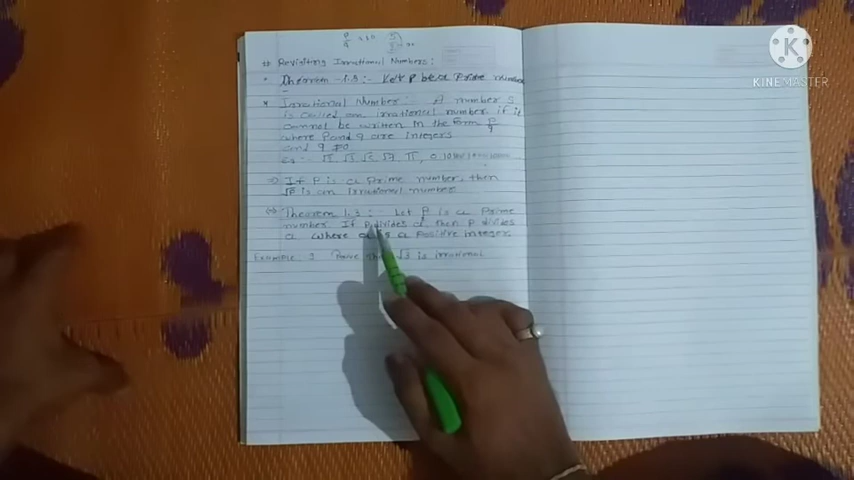 P/q
:: Revisiting Irrational Numbers:
Theorem -1.3:- Let P be a Prime number
* Irrational Number:- A number S
is called an irrational number if it
cannot be written in the form P/q
where P and q are integers
and q ≠0
=> If P is a Prime number, then
is an irrational number
Theorem 1.3:- Let P is a Prime
number If P divides a² then P divides
a where a is a Positive integer
Example 9 Prove that √3 is irrational
K
KINEMASTER